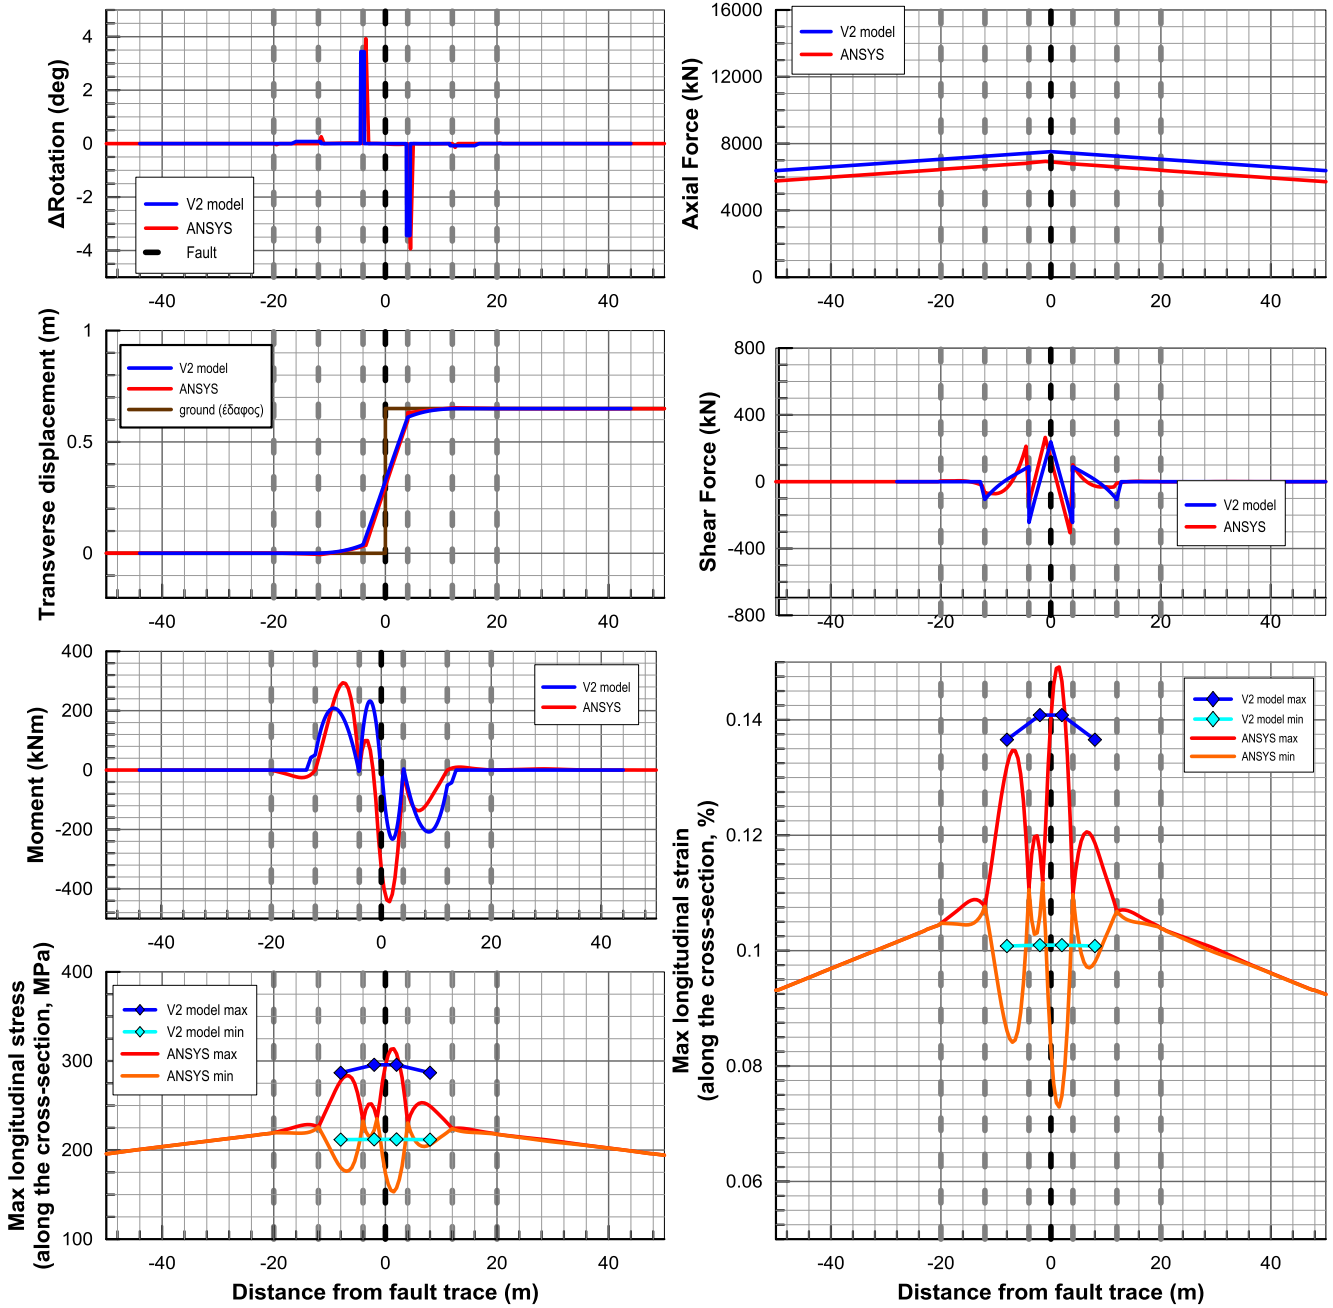 ΔRotation (deg)
4
2
0
-2
-4
V2 model
ANSYS
Fault
-40
-20
0
20
40
Axial Force (kN)
16000
12000
8000
4000
0
V2 model
ANSYS
-40
-20
0
20
40
Transverse displacement (m)
1
0.5
0
V2 model
ANSYS
ground (έδαφος)
-40
-20
0
20
40
Shear Force (kN)
800
400
0
-400
-800
V2 model
ANSYS
-40
-20
0
20
40
Moment (kNm)
400
200
0
-200
-400
V2 model
ANSYS
-40
-20
0
20
40
Max longitudinal stress
(along the cross-section, MPa)
400
300
200
100
V2 model max
V2 model min
ANSYS max
ANSYS min
-40
-20
0
20
40
Distance from fault trace (m)
Max longitudinal strain
(along the cross-section, %)
0.14
0.12
0.1
0.08
0.06
V2 model max
V2 model min
ANSYS max
ANSYS min
-40
-20
0
20
40
Distance from fault trace (m)